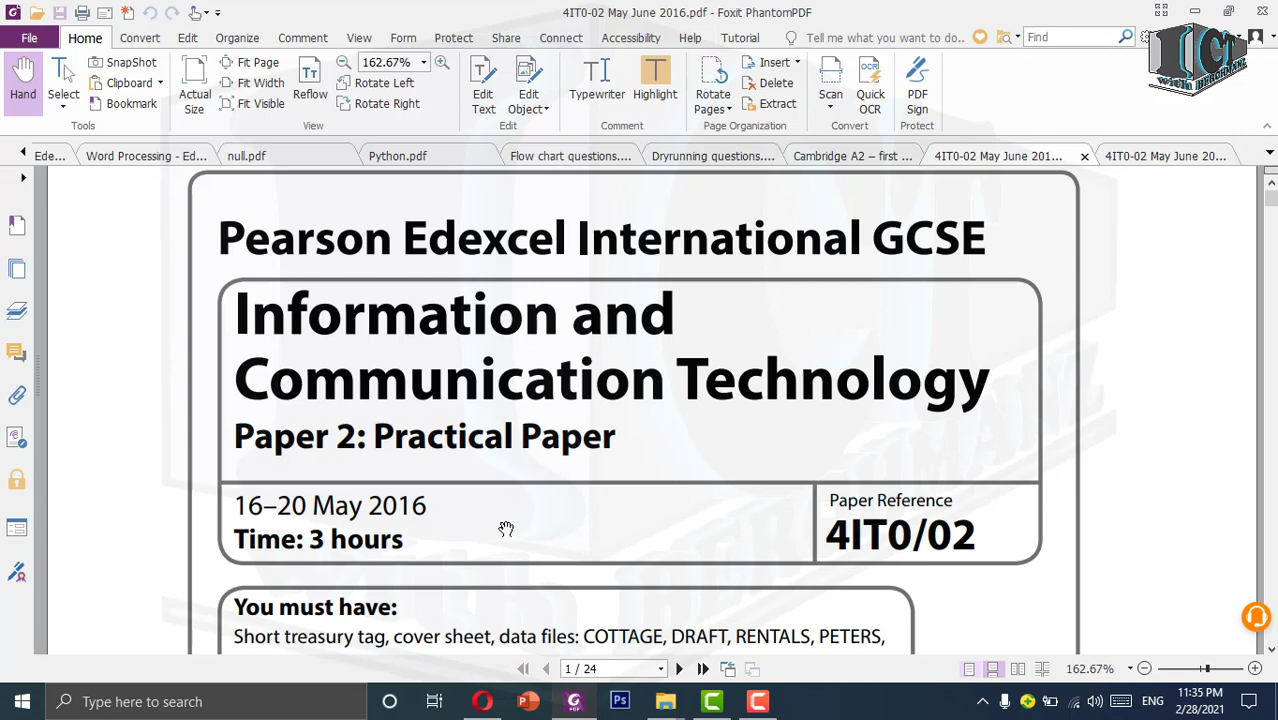 4IT0-02 May June 2016.pdf - Foxit PhantomPDF
File Home Convert Edit Organize Comment View Form Protect Share Connect Accessibility Help Tutorial Tell me what you want to do.. Find
Hand
Select
SnapShot
Clipboard
Bookmark
Tools
Actual Size
Fit Page
Fit Width
Fit Visible
Reflow
162.67%
Rotate Left
Rotate Right
View
Edit Text
Edit Object
Edit
Typewriter
Highlight
Comment
Rotate Pages
Insert
Delete
Extract
Page Organization
Scan
Quick OCR
Convert
PDF Sign
Protect
ICT
Ede... Word Processing - Ed... null.pdf Python.pdf Flow chart questions.... Dryrunning questions.... Cambridge A2 – first ... 4IT0-02 May June 201... 4IT0-02 May June 20...
Pearson Edexcel International GCSE
Information and
Communication Technology
Paper 2: Practical Paper
16–20 May 2016
Time: 3 hours
Paper Reference
4IT0/02
You must have:
Short treasury tag, cover sheet, data files: COTTAGE, DRAFT, RENTALS, PETERS,
1 / 24
162.67%
Type here to search
ENG
11:35 PM
2/28/2021